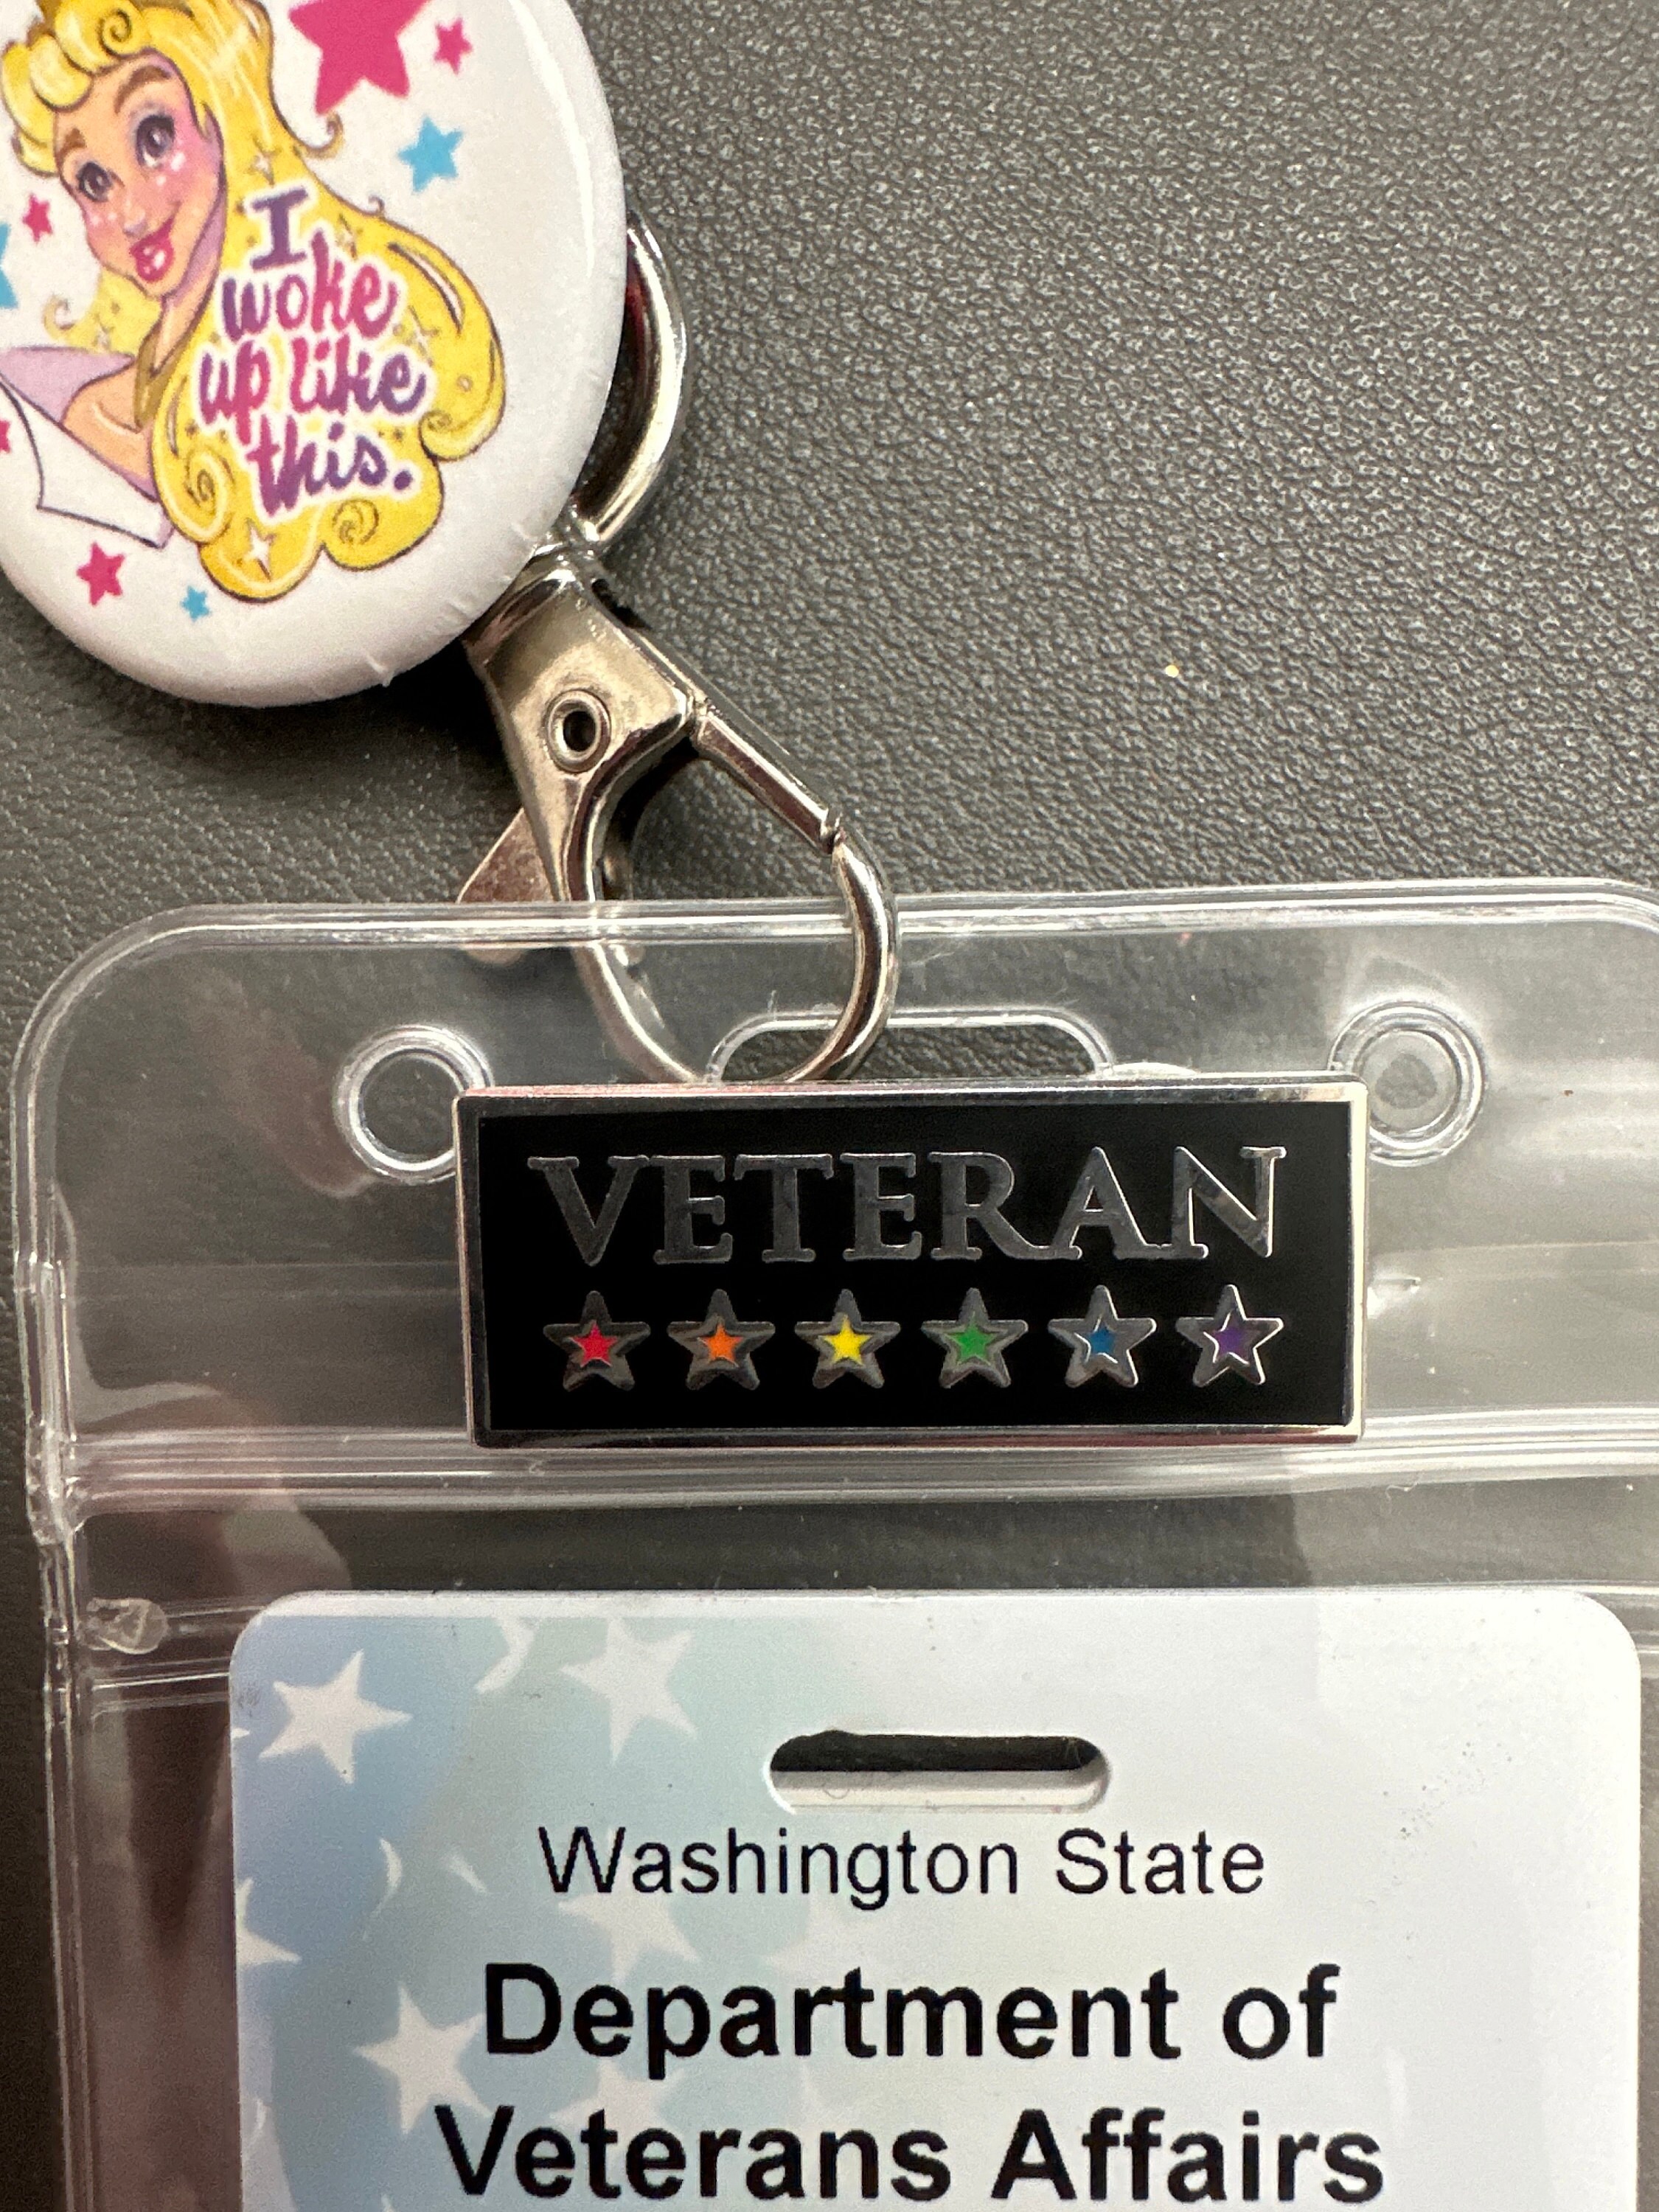 I
woke
up like
this.
VETERAN
Washington State
Department of
Veterans Affairs